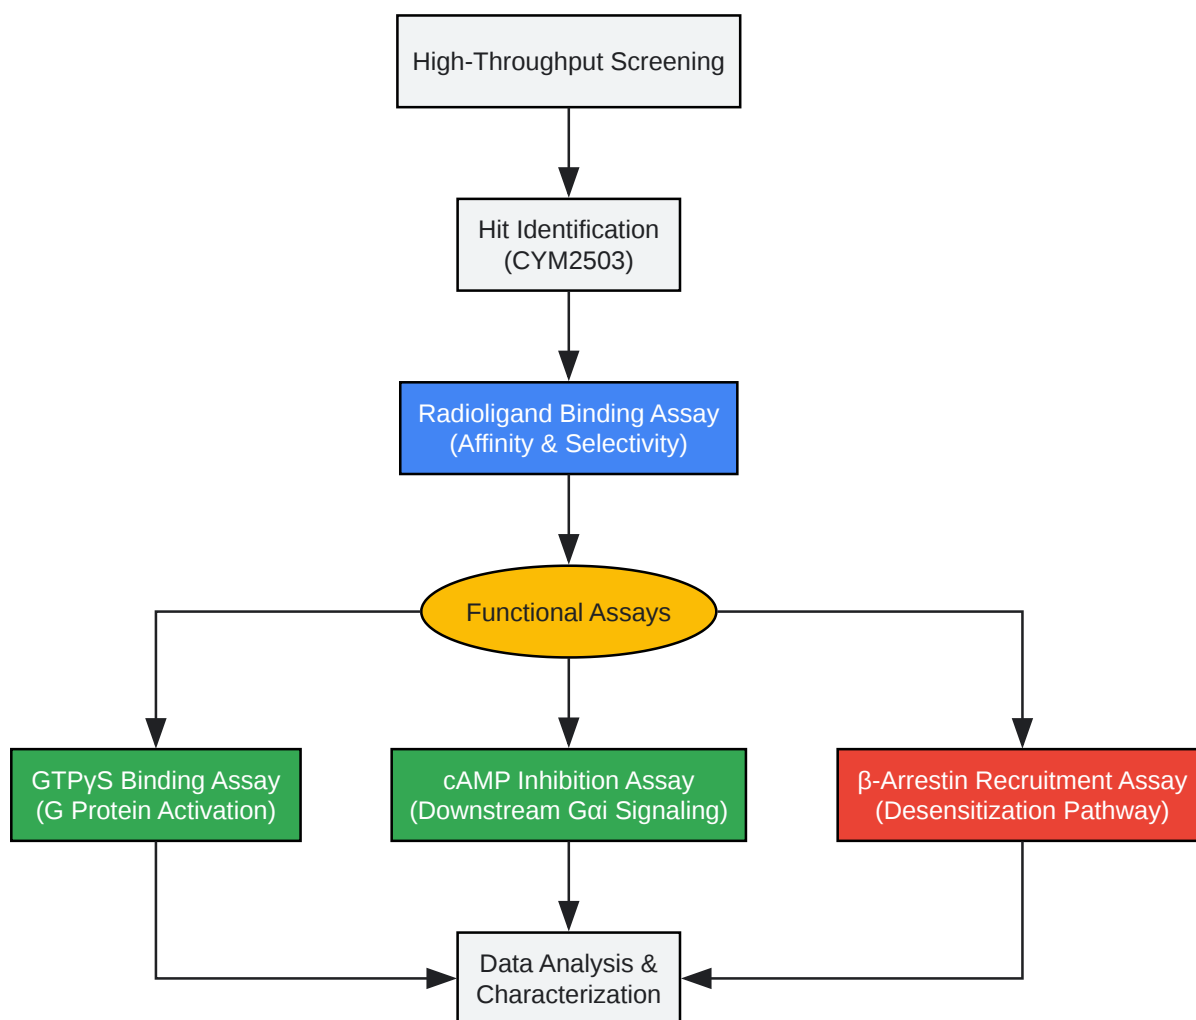 High-Throughput Screening
Hit Identification
(CYM2503)
Radioligand Binding Assay
(Affinity & Selectivity)
Functional Assays
GTPγS Binding Assay
(G Protein Activation)
cAMP Inhibition Assay
(Downstream Gαi Signaling)
β-Arrestin Recruitment Assay
(Desensitization Pathway)
Data Analysis &
Characterization